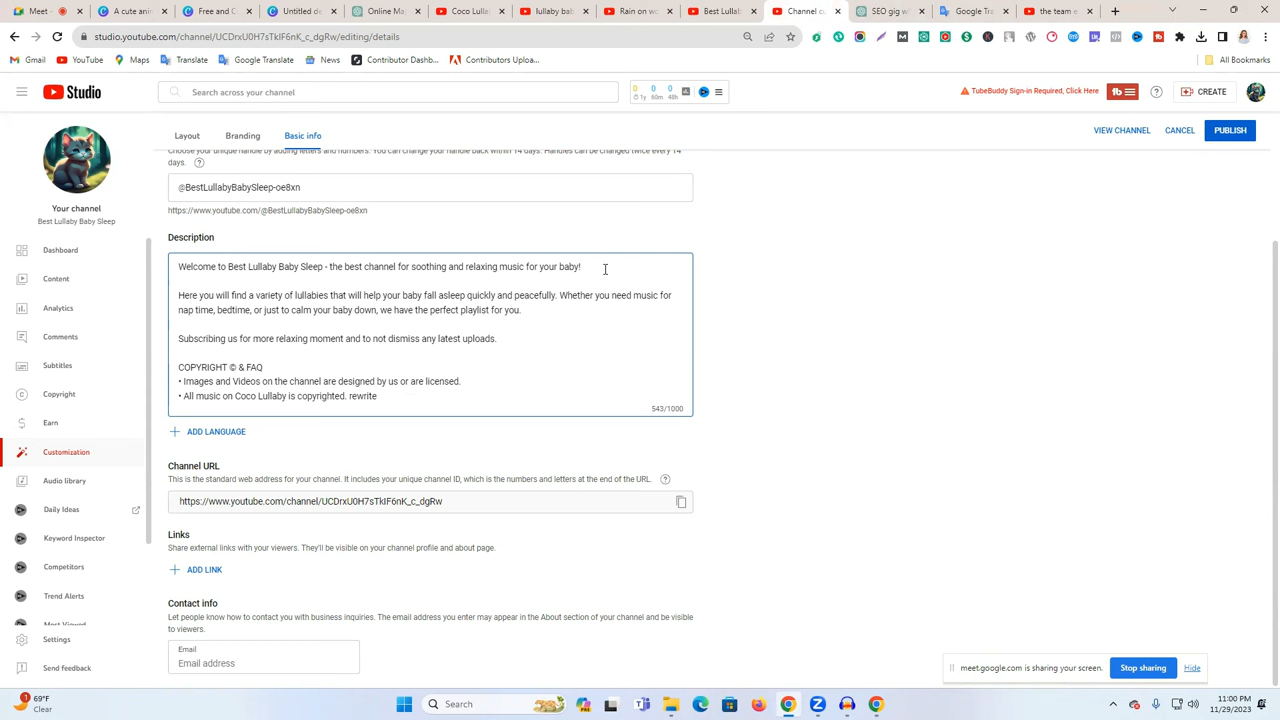 Meet -
Free and C
Coco Lullab
lullaby bab
Rain on w
Best Lullab
Channel cu
SEO gig w
Google Tra
the team c
studio.youtube.com/channel/UCDrxU0H7sTkIF6nK_c_dgRw/editing/details
Gmail
YouTube
Maps
Translate
Google Translate
News
Contributor Dashb...
Contributors Uploa...
All Bookmarks
Studio
Search across your channel
TubeBuddy Sign-in Required, Click Here
CREATE
Layout
Branding
Basic info
VIEW CHANNEL
CANCEL
PUBLISH
Choose your unique handle by adding letters and numbers. You can change your handle back within 14 days. Handles can be changed twice every 14
days.
@BestLullabyBabySleep-oe8xn
https://www.youtube.com/@BestLullabyBabySleep-oe8xn
Your channel
Best Lullaby Baby Sleep
Dashboard
Content
Analytics
Comments
Subtitles
Copyright
Earn
Customization
Audio library
Daily Ideas
Keyword Inspector
Competitors
Trend Alerts
Most Viewed
Settings
Send feedback
Description
Welcome to Best Lullaby Baby Sleep - the best channel for soothing and relaxing music for your baby!
Here you will find a variety of lullabies that will help your baby fall asleep quickly and peacefully. Whether you need music for
nap time, bedtime, or just to calm your baby down, we have the perfect playlist for you.
Subscribing us for more relaxing moment and to not dismiss any latest uploads.
COPYRIGHT © & FAQ
• Images and Videos on the channel are designed by us or are licensed.
• All music on Coco Lullaby is copyrighted. rewrite
543/1000
ADD LANGUAGE
Channel URL
This is the standard web address for your channel. It includes your unique channel ID, which is the numbers and letters at the end of the URL.
https://www.youtube.com/channel/UCDrxU0H7sTkIF6nK_c_dgRw
Links
Share external links with your viewers. They'll be visible on your channel profile and about page.
ADD LINK
Contact info
Let people know how to contact you with business inquiries. The email address you enter may appear in the About section of your channel and be visible
to viewers.
Email
Email address
meet.google.com is sharing your screen.
Stop sharing
Hide
69°F
Clear
Search
11:00 PM
11/29/2023